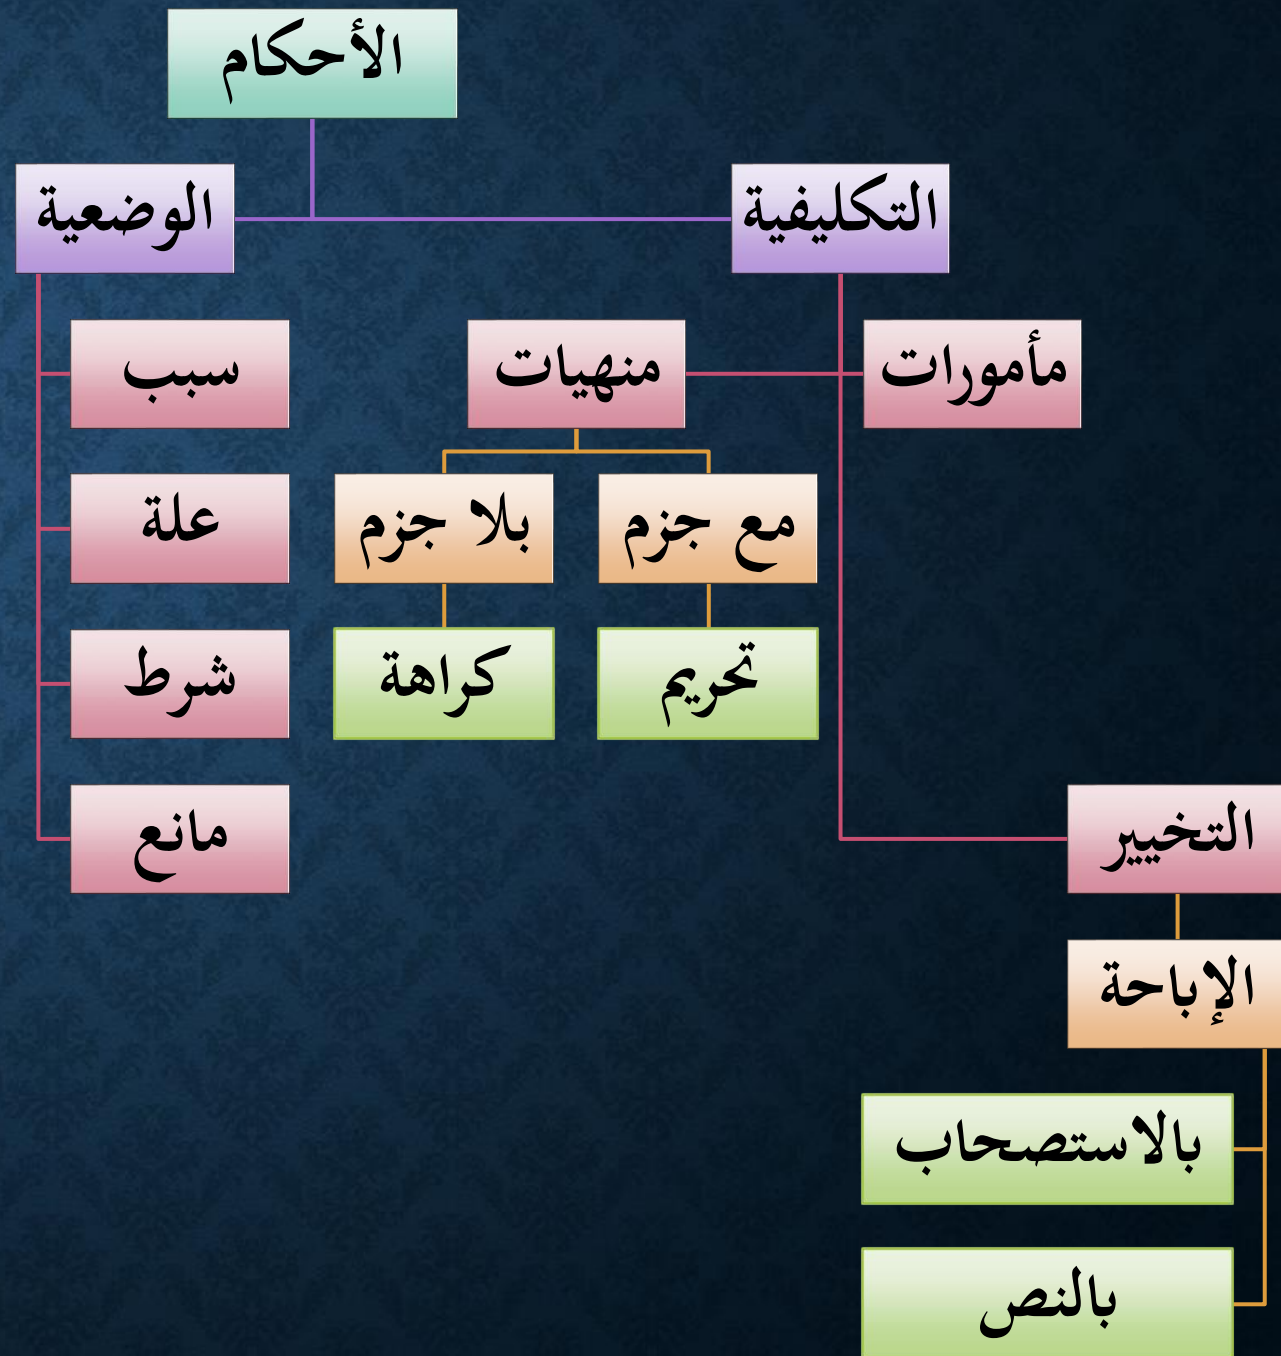 الأحكام
التكليفية
الوضعية
مأمورات
منهيات
سبب
مع جزم
بلا جزم
علة
تحريم
كراهة
شرط
التخيير
مانع
الإباحة
بالاستصحاب
بالنص